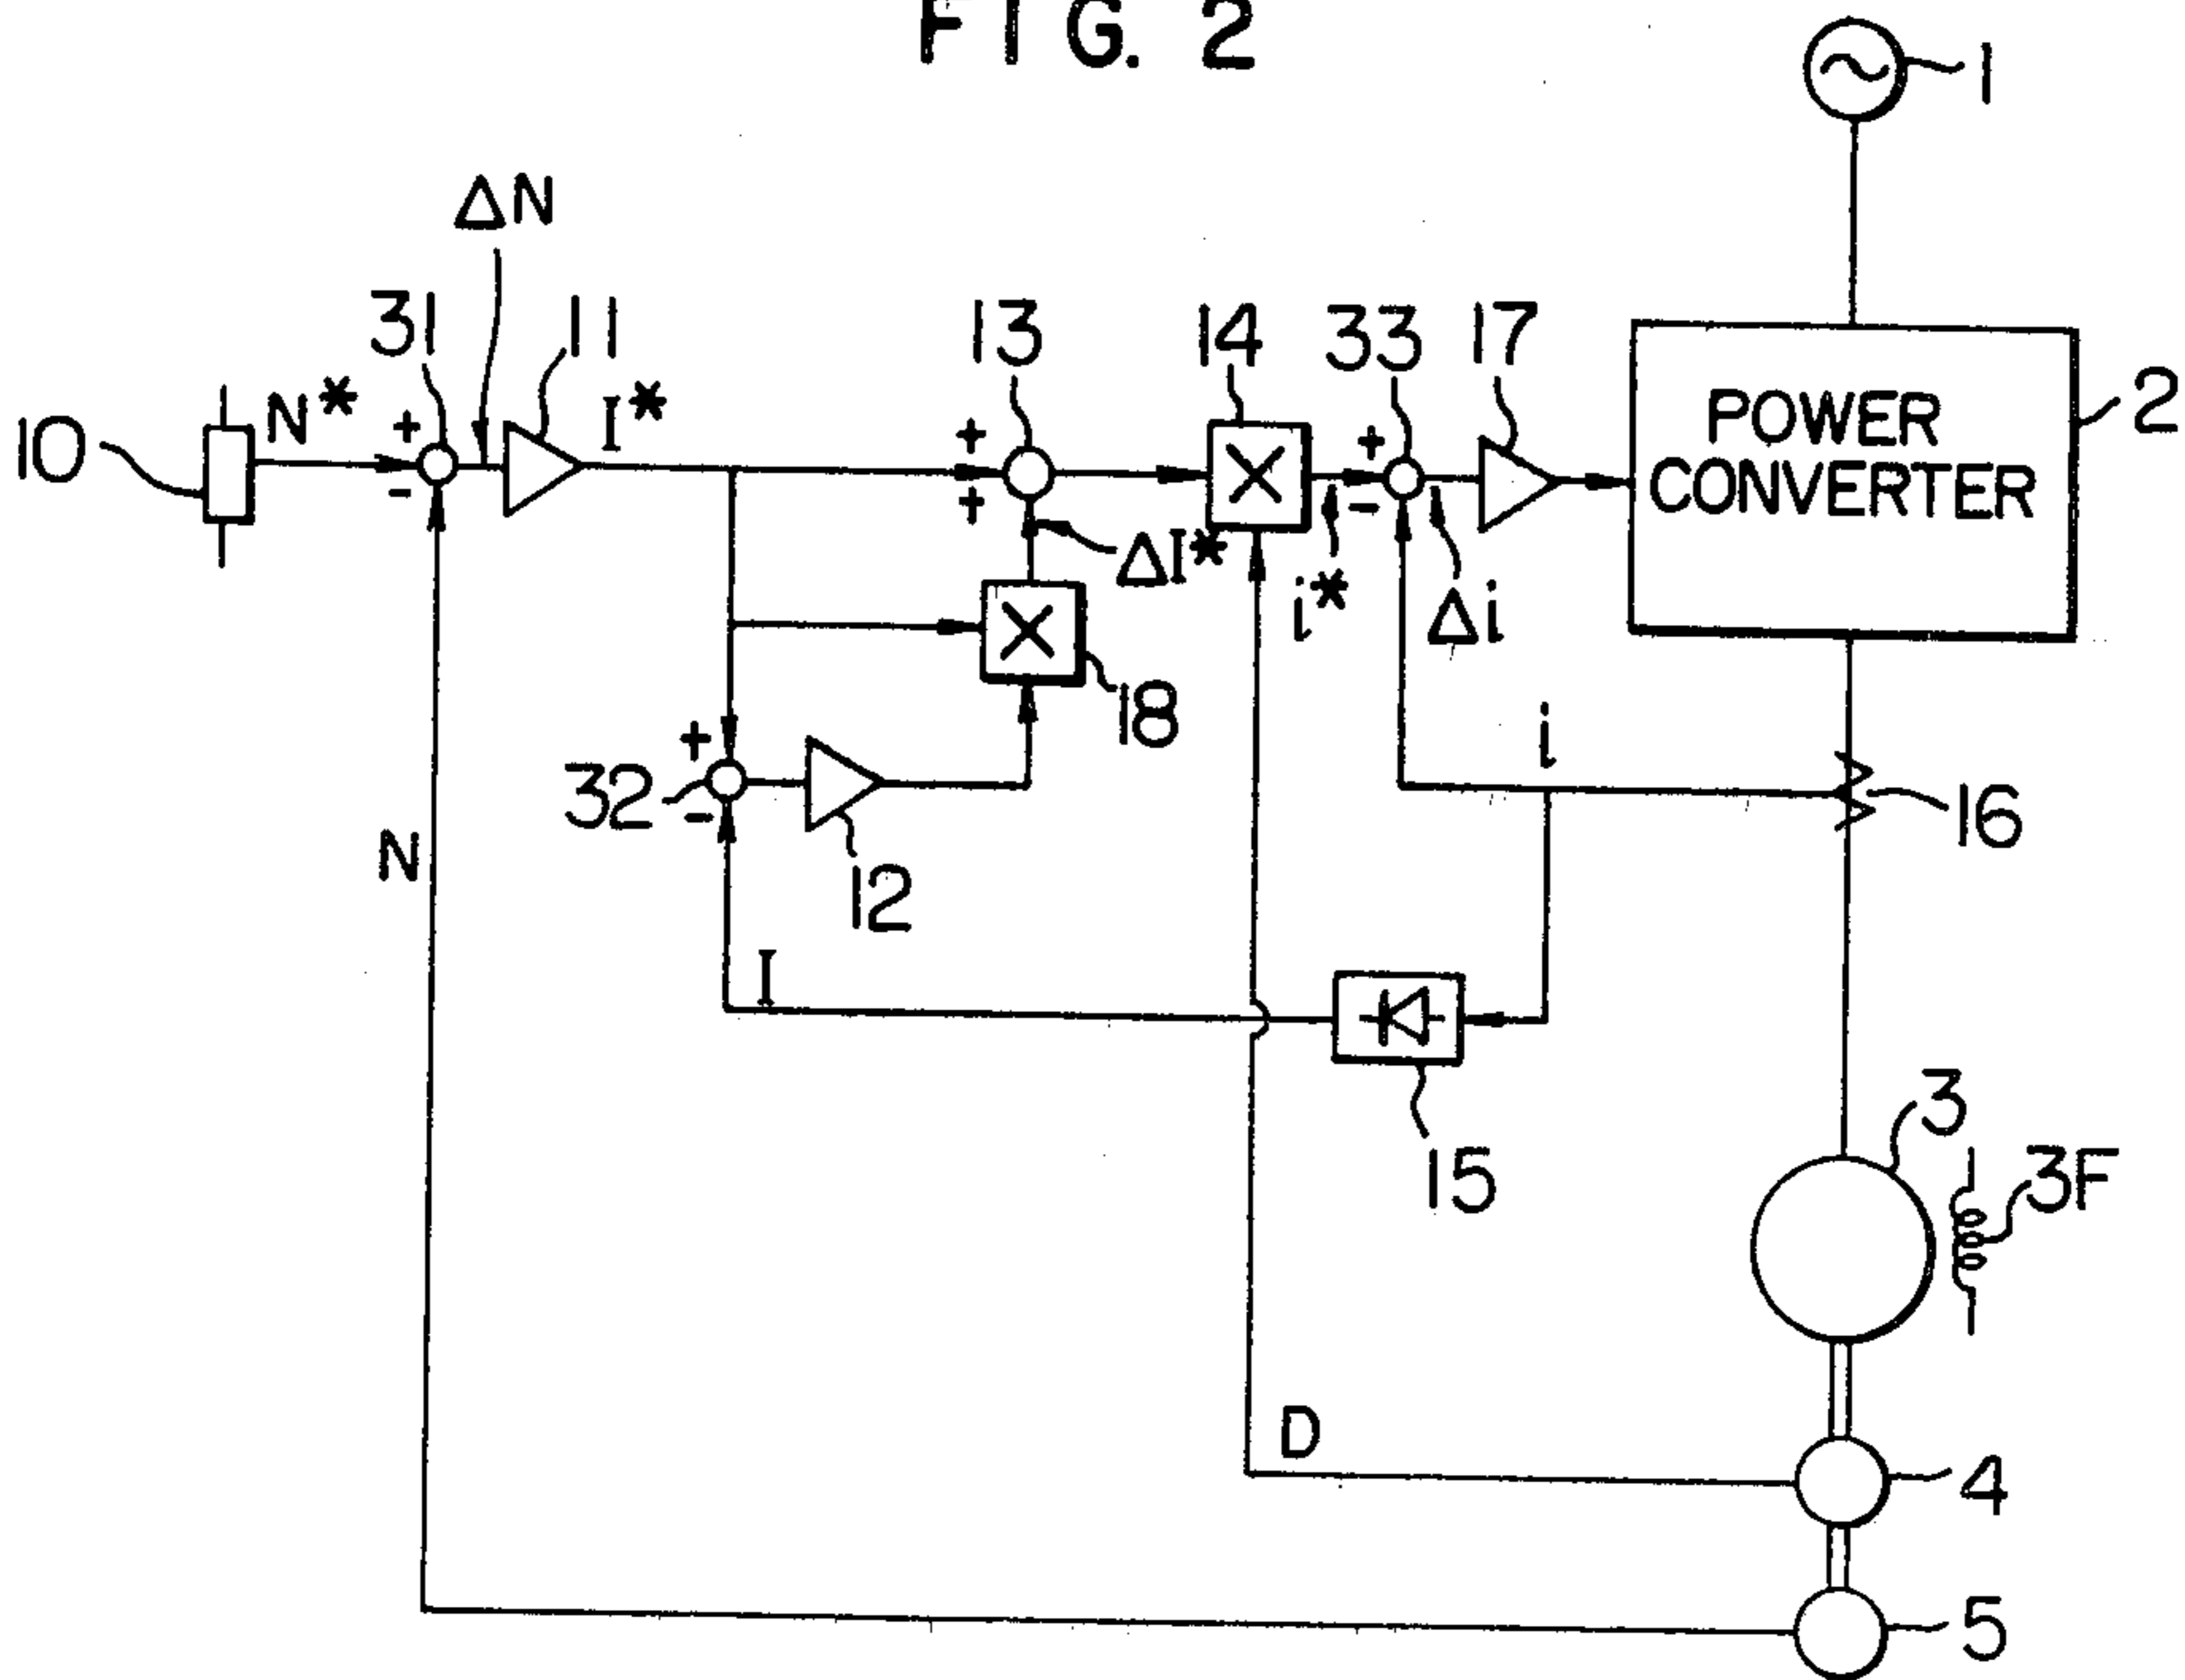 FIG. 2
1
ΔN
31
11
13
14
33
17
10
N*
+
-
I*
+
+
+
-
POWER
CONVERTER
2
ΔI*
i*
Δi
18
+
32
-
12
i
16
N
I
15
3
3F
D
4
5